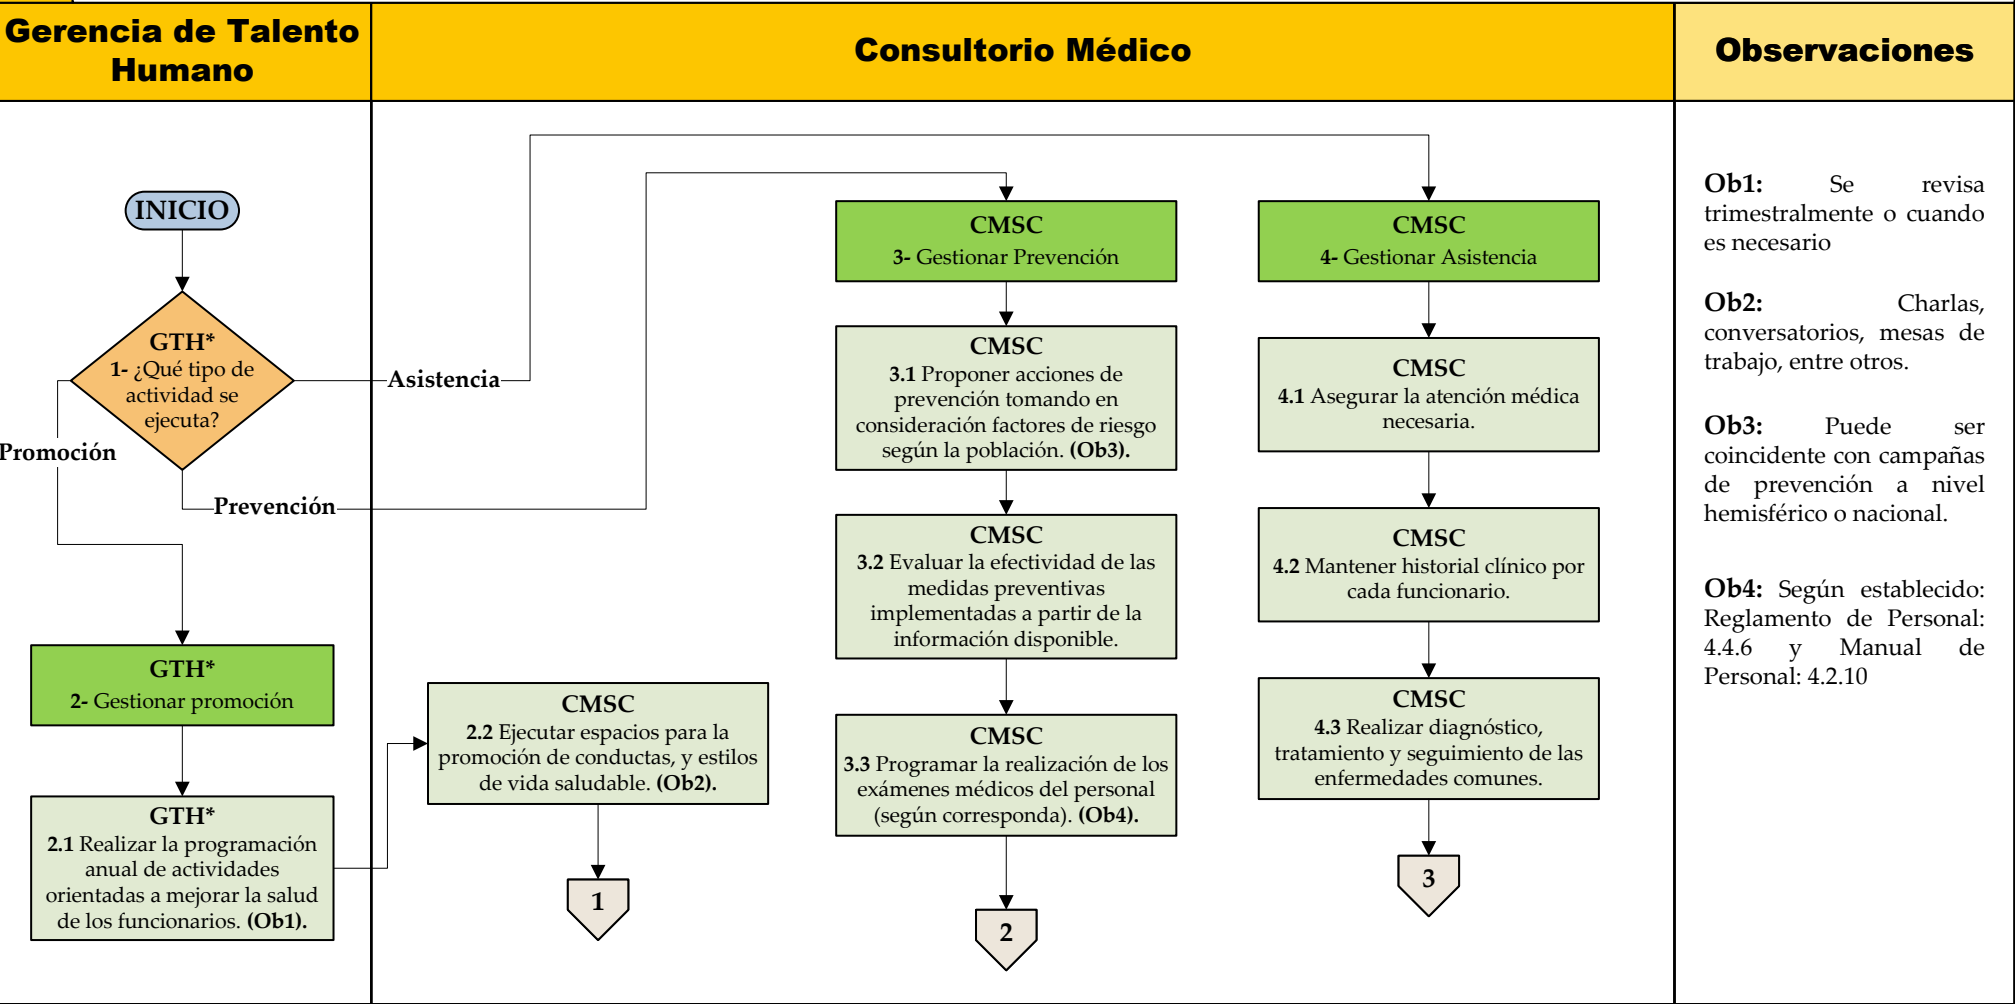 Gerencia de Talento
Humano
Consultorio Médico
Observaciones
INICIO
GTH*
1- ¿Qué tipo de
actividad se
ejecuta?
Asistencia
Promoción
Prevención
GTH*
2- Gestionar promoción
GTH*
2.1 Realizar la programación
anual de actividades
orientadas a mejorar la salud
de los funcionarios. (Ob1).
CMSC
2.2 Ejecutar espacios para la
promoción de conductas, y estilos
de vida saludable. (Ob2).
1
CMSC
3- Gestionar Prevención
CMSC
3.1 Proponer acciones de
prevención tomando en
consideración factores de riesgo
según la población. (Ob3).
CMSC
3.2 Evaluar la efectividad de las
medidas preventivas
implementadas a partir de la
información disponible.
CMSC
3.3 Programar la realización de los
exámenes médicos del personal
(según corresponda). (Ob4).
2
CMSC
4- Gestionar Asistencia
CMSC
4.1 Asegurar la atención médica
necesaria.
CMSC
4.2 Mantener historial clínico por
cada funcionario.
CMSC
4.3 Realizar diagnóstico,
tratamiento y seguimiento de las
enfermedades comunes.
3
Ob1: Se revisa
trimestralmente o cuando
es necesario
Ob2: Charlas,
conversatorios, mesas de
trabajo, entre otros.
Ob3: Puede ser
coincidente con campañas
de prevención a nivel
hemisférico o nacional.
Ob4: Según establecido:
Reglamento de Personal:
4.4.6 y Manual de
Personal: 4.2.10